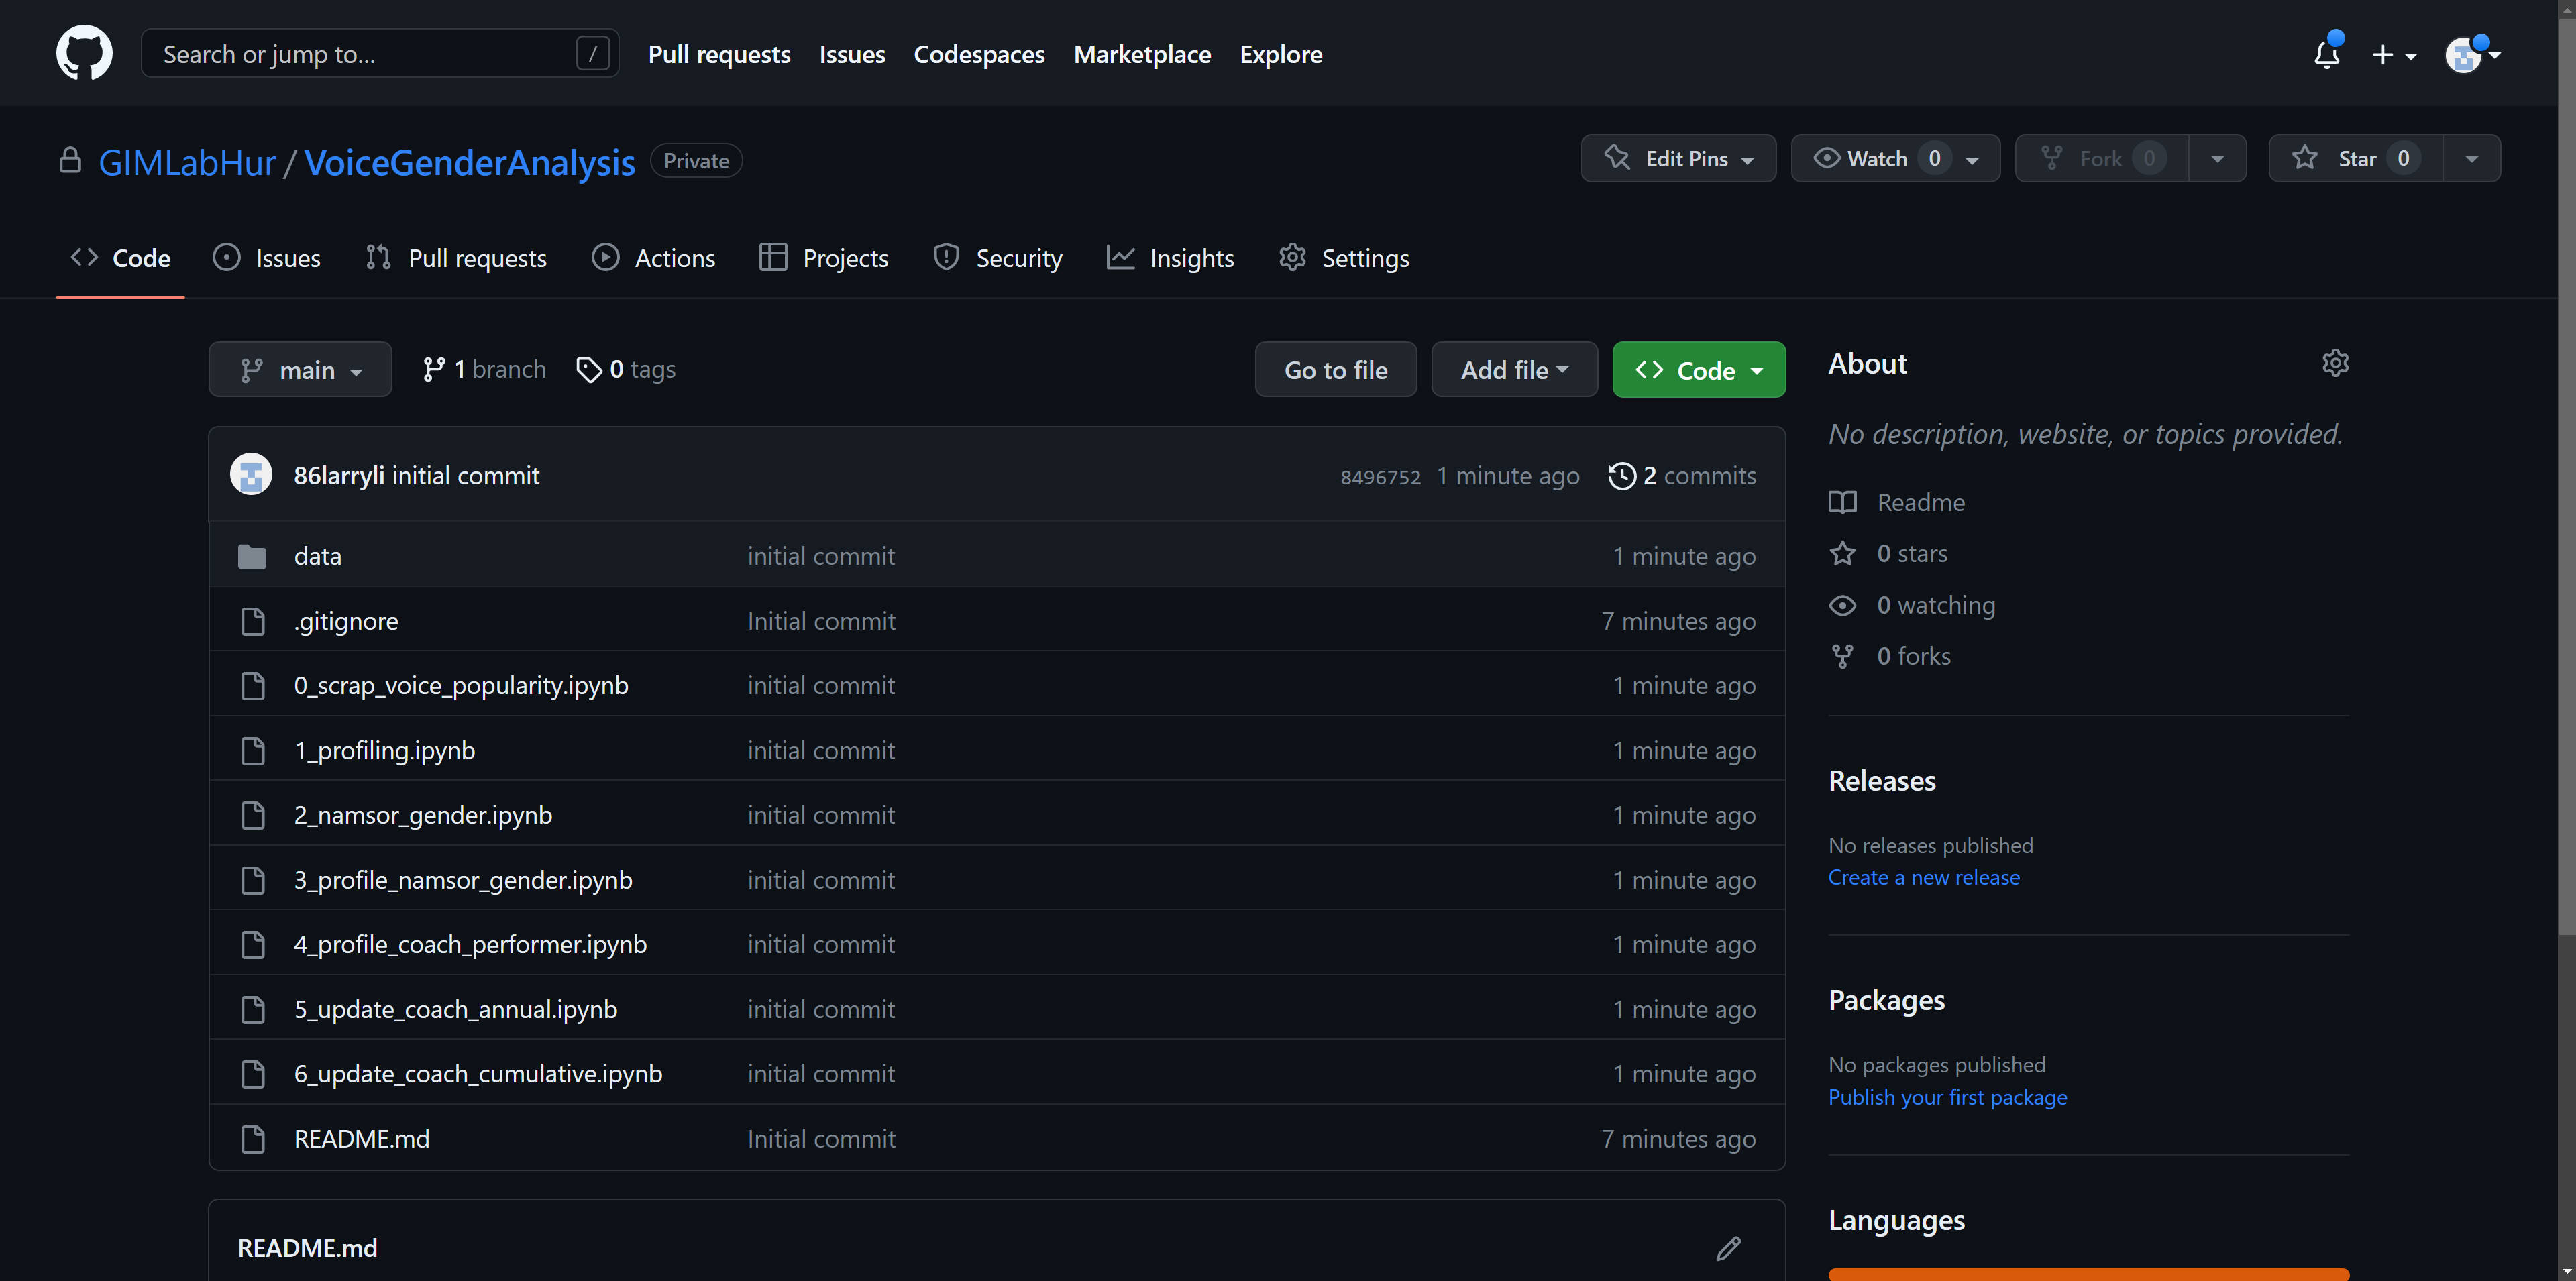 Search or jump to... / Pull requests Issues Codespaces Marketplace Explore
GIMLabHur / VoiceGenderAnalysis Private Edit Pins Watch 0 Fork 0 Star 0
Code Issues Pull requests Actions Projects Security Insights Settings
main 1 branch 0 tags Go to file Add file Code
86larryli initial commit 8496752 1 minute ago 2 commits
data initial commit 1 minute ago
.gitignore Initial commit 7 minutes ago
0_scrap_voice_popularity.ipynb initial commit 1 minute ago
1_profiling.ipynb initial commit 1 minute ago
2_namsor_gender.ipynb initial commit 1 minute ago
3_profile_namsor_gender.ipynb initial commit 1 minute ago
4_profile_coach_performer.ipynb initial commit 1 minute ago
5_update_coach_annual.ipynb initial commit 1 minute ago
6_update_coach_cumulative.ipynb initial commit 1 minute ago
README.md Initial commit 7 minutes ago
README.md
About
No description, website, or topics provided.
Readme
0 stars
0 watching
0 forks
Releases
No releases published
Create a new release
Packages
No packages published
Publish your first package
Languages